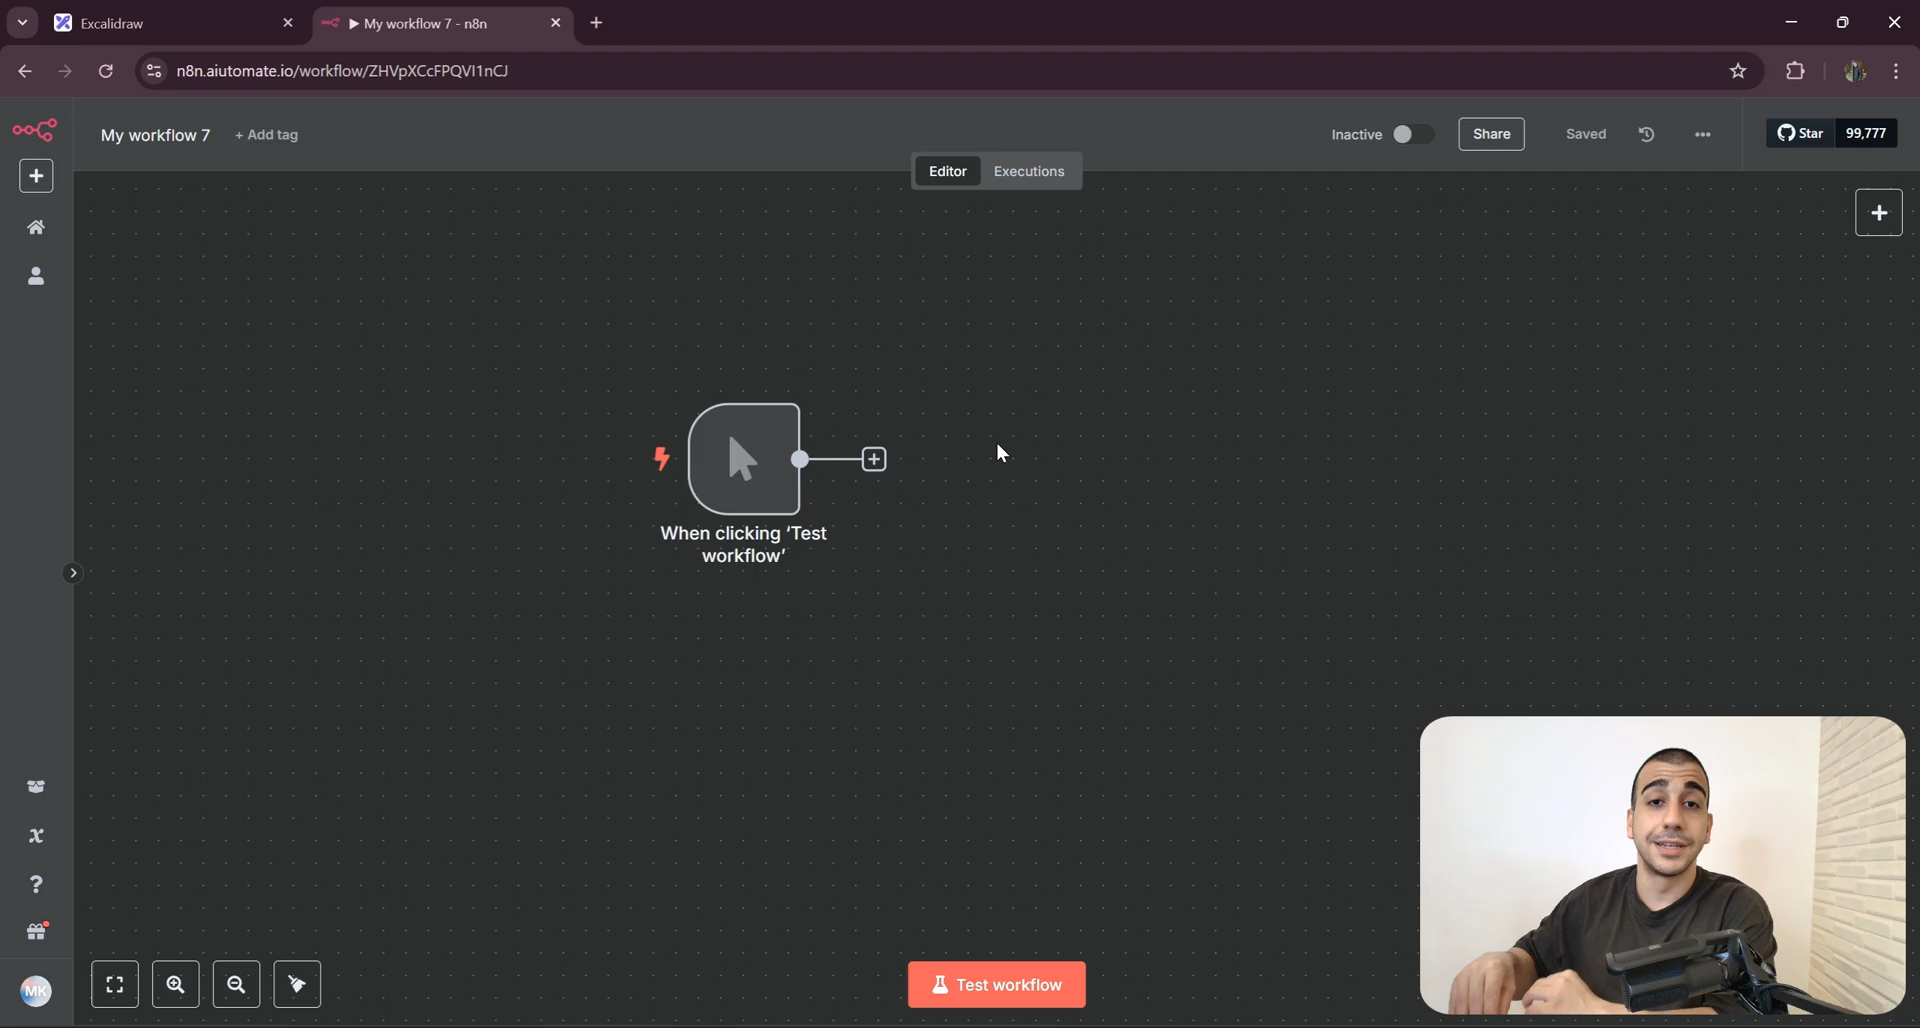 Excalidraw
My workflow 7 - n8n
n8n.aiutomate.io/workflow/ZHVpXCcFPQVI1nCJ
My workflow 7
+ Add tag
Inactive
Share
Saved
Star
99,777
Editor
Executions
When clicking ‘Test
workflow’
MK
Test workflow